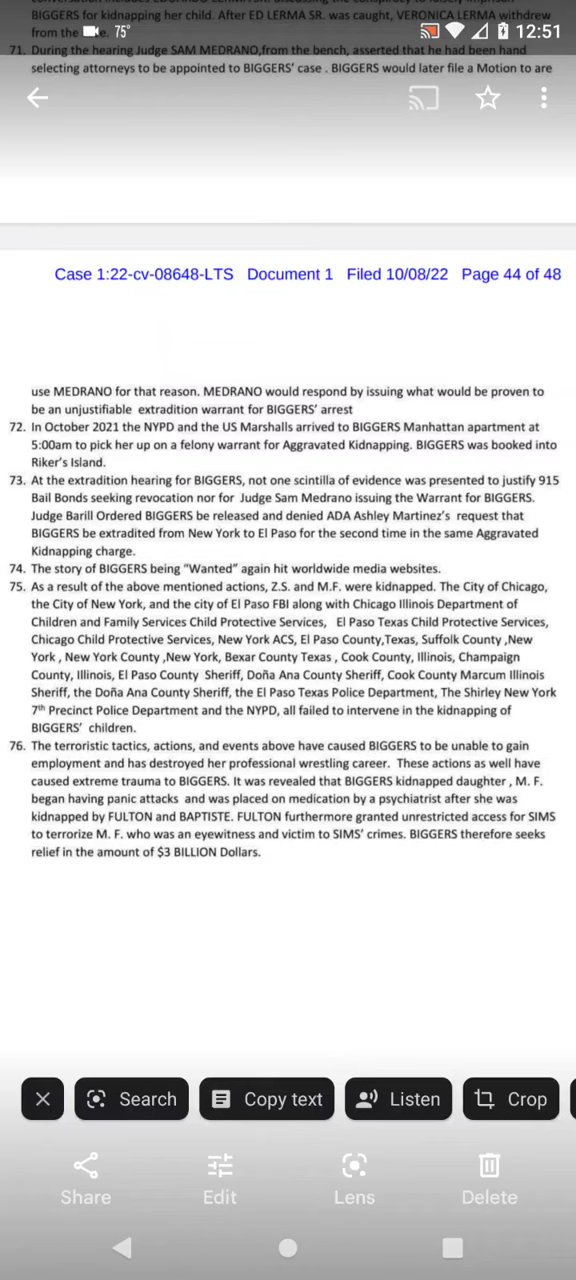 BIGGERS for kidnapping her child. After ED LERMA SR. was caught, VERONICA LERMA withdrew
from the
75°
12:51
71. During the hearing Judge SAM MEDRANO,from the bench, asserted that he had been hand
selecting attorneys to be appointed to BIGGERS' case . BIGGERS would later file a Motion to are
Case 1:22-cv-08648-LTS Document 1 Filed 10/08/22 Page 44 of 48
use MEDRANO for that reason. MEDRANO would respond by issuing what would be proven to
be an unjustifiable extradition warrant for BIGGERS' arrest
72. In October 2021 the NYPD and the US Marshalls arrived to BIGGERS Manhattan apartment at
5:00am to pick her up on a felony warrant for Aggravated Kidnapping. BIGGERS was booked into
Riker's Island.
73. At the extradition hearing for BIGGERS, not one scintilla of evidence was presented to justify 915
Bail Bonds seeking revocation nor for Judge Sam Medrano issuing the Warrant for BIGGERS.
Judge Barill Ordered BIGGERS be released and denied ADA Ashley Martinez's request that
BIGGERS be extradited from New York to El Paso for the second time in the same Aggravated
Kidnapping charge.
74. The story of BIGGERS being "Wanted" again hit worldwide media websites.
75. As a result of the above mentioned actions, Z.S. and M.F. were kidnapped. The City of Chicago,
the City of New York, and the city of El Paso FBI along with Chicago Illinois Department of
Children and Family Services Child Protective Services, El Paso Texas Child Protective Services,
Chicago Child Protective Services, New York ACS, El Paso County,Texas, Suffolk County ,New
York , New York County ,New York, Bexar County Texas , Cook County, Illinois, Champaign
County, Illinois, El Paso County Sheriff, Doña Ana County Sheriff, Cook County Marcum Illinois
Sheriff, the Doña Ana County Sheriff, the El Paso Texas Police Department, The Shirley New York
7th Precinct Police Department and the NYPD, all failed to intervene in the kidnapping of
BIGGERS' children.
76. The terroristic tactics, actions, and events above have caused BIGGERS to be unable to gain
employment and has destroyed her professional wrestling career. These actions as well have
caused extreme trauma to BIGGERS. It was revealed that BIGGERS kidnapped daughter , M. F.
began having panic attacks and was placed on medication by a psychiatrist after she was
kidnapped by FULTON and BAPTISTE. FULTON furthermore granted unrestricted access for SIMS
to terrorize M. F. who was an eyewitness and victim to SIMS' crimes. BIGGERS therefore seeks
relief in the amount of $3 BILLION Dollars.
Search
Copy text
Listen
Crop
Share
Edit
Lens
Delete